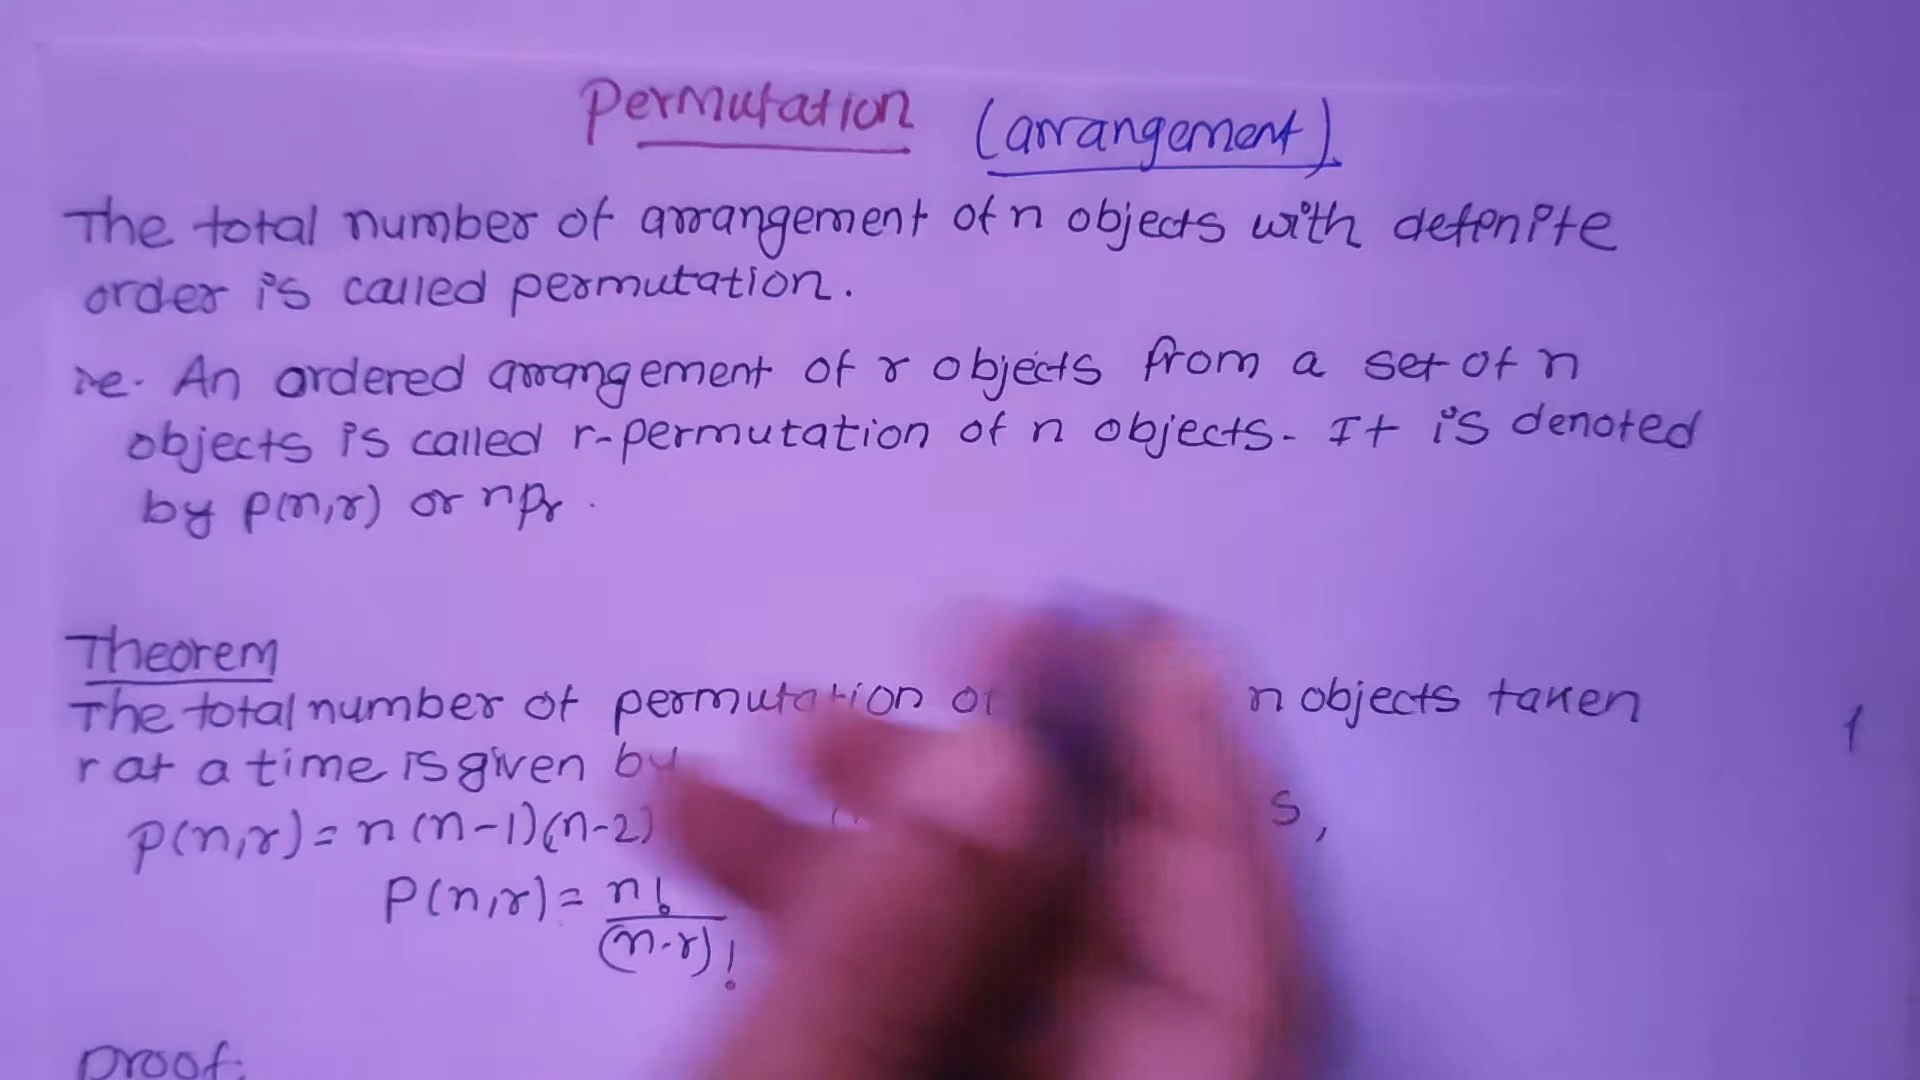 Permutation (arrangement).
The total number of arrangement of n objects with defenite
order is called permutation.
ie. An ordered arrangement of r objects from a set of n
objects is called r-permutation of n objects. It is denoted
by p(n,r) or npr.
Theorem
The total number of permutation of n objects taken
r at a time is given by
p(n,r) = n(n-1)(n-2) s,
P(n,r) = n!
(n-r)!
proof:
1